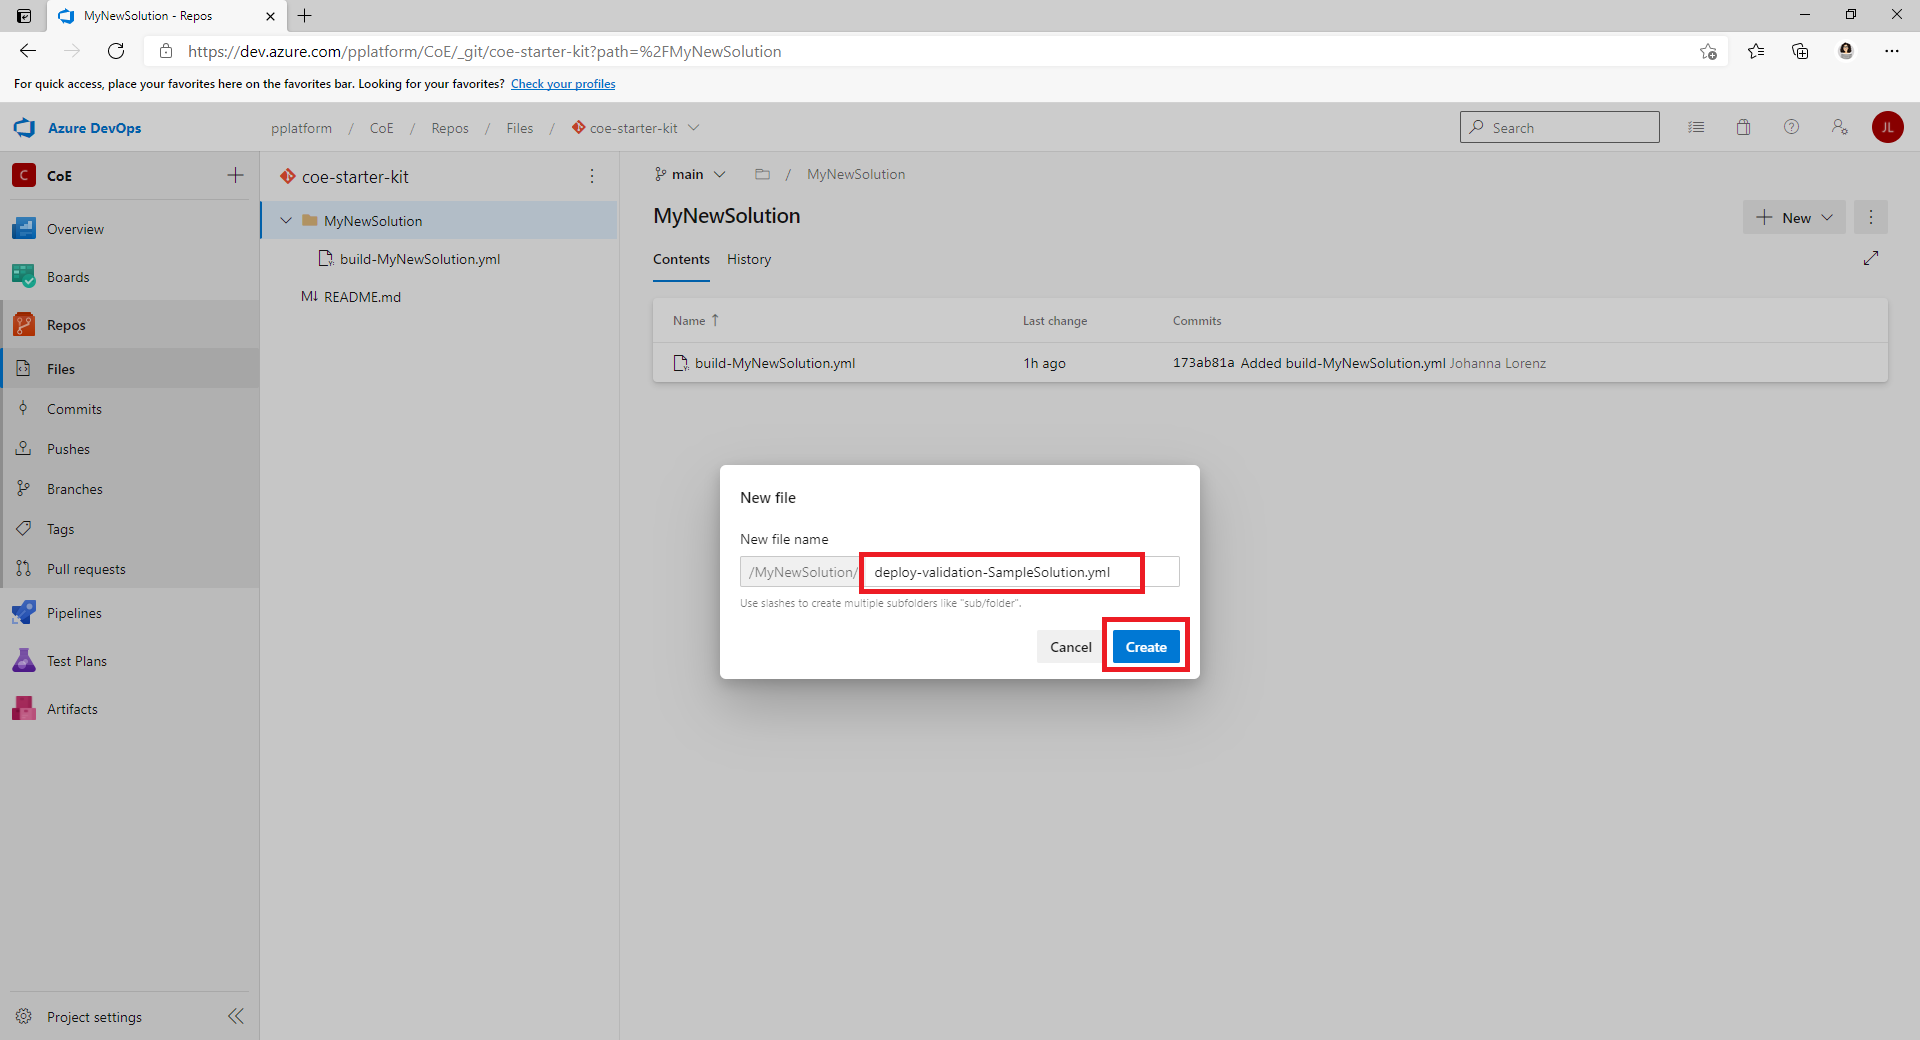 MyNewSolution - Repos
https://dev.azure.com/pplatform/CoE/_git/coe-starter-kit?path=%2FMyNewSolution
For quick access, place your favorites here on the favorites bar. Looking for your favorites? Check your profiles
Azure DevOps
pplatform / CoE / Repos / Files / coe-starter-kit
Search
JL
C CoE
Overview
Boards
Repos
Files
Commits
Pushes
Branches
Tags
Pull requests
Pipelines
Test Plans
Artifacts
Project settings
coe-starter-kit
MyNewSolution
build-MyNewSolution.yml
M↓ README.md
main / MyNewSolution
MyNewSolution
New
Contents History
Name ↑ Last change Commits
build-MyNewSolution.yml 1h ago 173ab81a Added build-MyNewSolution.yml Johanna Lorenz
New file
New file name
/MyNewSolution/ deploy-validation-SampleSolution.yml
Use slashes to create multiple subfolders like "sub/folder".
Cancel Create